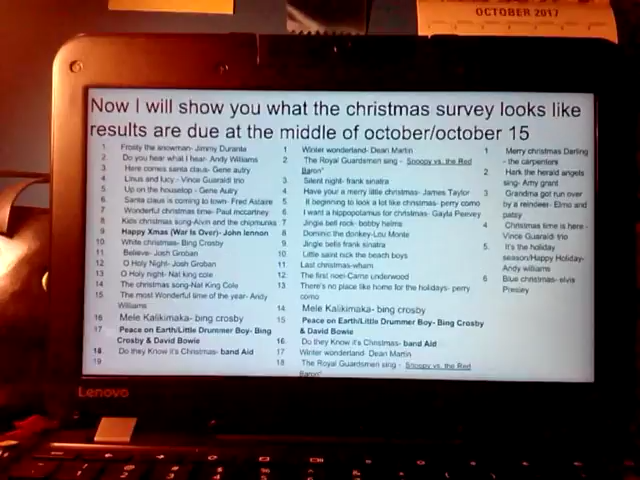 OCTOBER 2017
Now I will show you what the christmas survey looks like
results are due at the middle of october/october 15
1 Frosty the snowman- Jimmy Durante
2. Do you hear what I hear- Andy Williams
3 Here comes santa claus- Gene autry
4 Linus and lucy - Vince Guaraldi trio
5 Up on the housetop - Gene Autry
6. Santa claus is coming to town- Fred Astaire
7 Wonderful christmas time- Paul mccartney
8 Kids christmas song-Alvin and the chipmunks
9 Happy Xmas (War Is Over)- John lennon
10 White christmas- Bing Crosby
11 Believe- Josh Groban
12 O Holy Night- Josh Groban
13 O Holy night- Nat king cole
14 The christmas song-Nat King Cole
15 The most Wonderful time of the year- Andy
Williams
16 Mele Kalikimaka- bing crosby
17 Peace on Earth/Little Drummer Boy- Bing
Crosby & David Bowie
18. Do they Know it's Christmas- band Aid
19
1 Winter wonderland- Dean Martin
2 The Royal Guardsmen sing - Snoopy vs. the Red
Baron"
3 Silent night- frank sinatra
4 Have your a merry little christmas- James Taylor
5 It beginning to look a lot like christmas- perry como
6 I want a hippopotamus for christmas- Gayla Peevey
7 Jingle bell rock- bobby helms
8 Dominic the donkey-Lou Monte
9. Jingle bells frank sinatra
10 Little saint nick the beach boys
11 Last christmas-wham
12 The first noel-Carrie underwood
13 There's no place like home for the holidays- perry
como
14 Mele Kalikimaka- bing crosby
15 Peace on Earth/Little Drummer Boy- Bing Crosby
& David Bowie
16 Do they Know it's Christmas- band Aid
17 Winter wonderland- Dean Martin
18 The Royal Guardsmen sing - Snoopy vs. the Red
Baron"
1 Merry christmas Darling
- the carpenters
2. Hark the herald angels
sing- Amy grant
3 Grandma got run over
by a reindeer- Elmo and
patsy
4 Christmas time is here -
Vince Guaraldi trio
5. It's the holiday
season/Happy Holiday-
Andy williams
6 Blue christmas- elvis
Presley
Lenovo